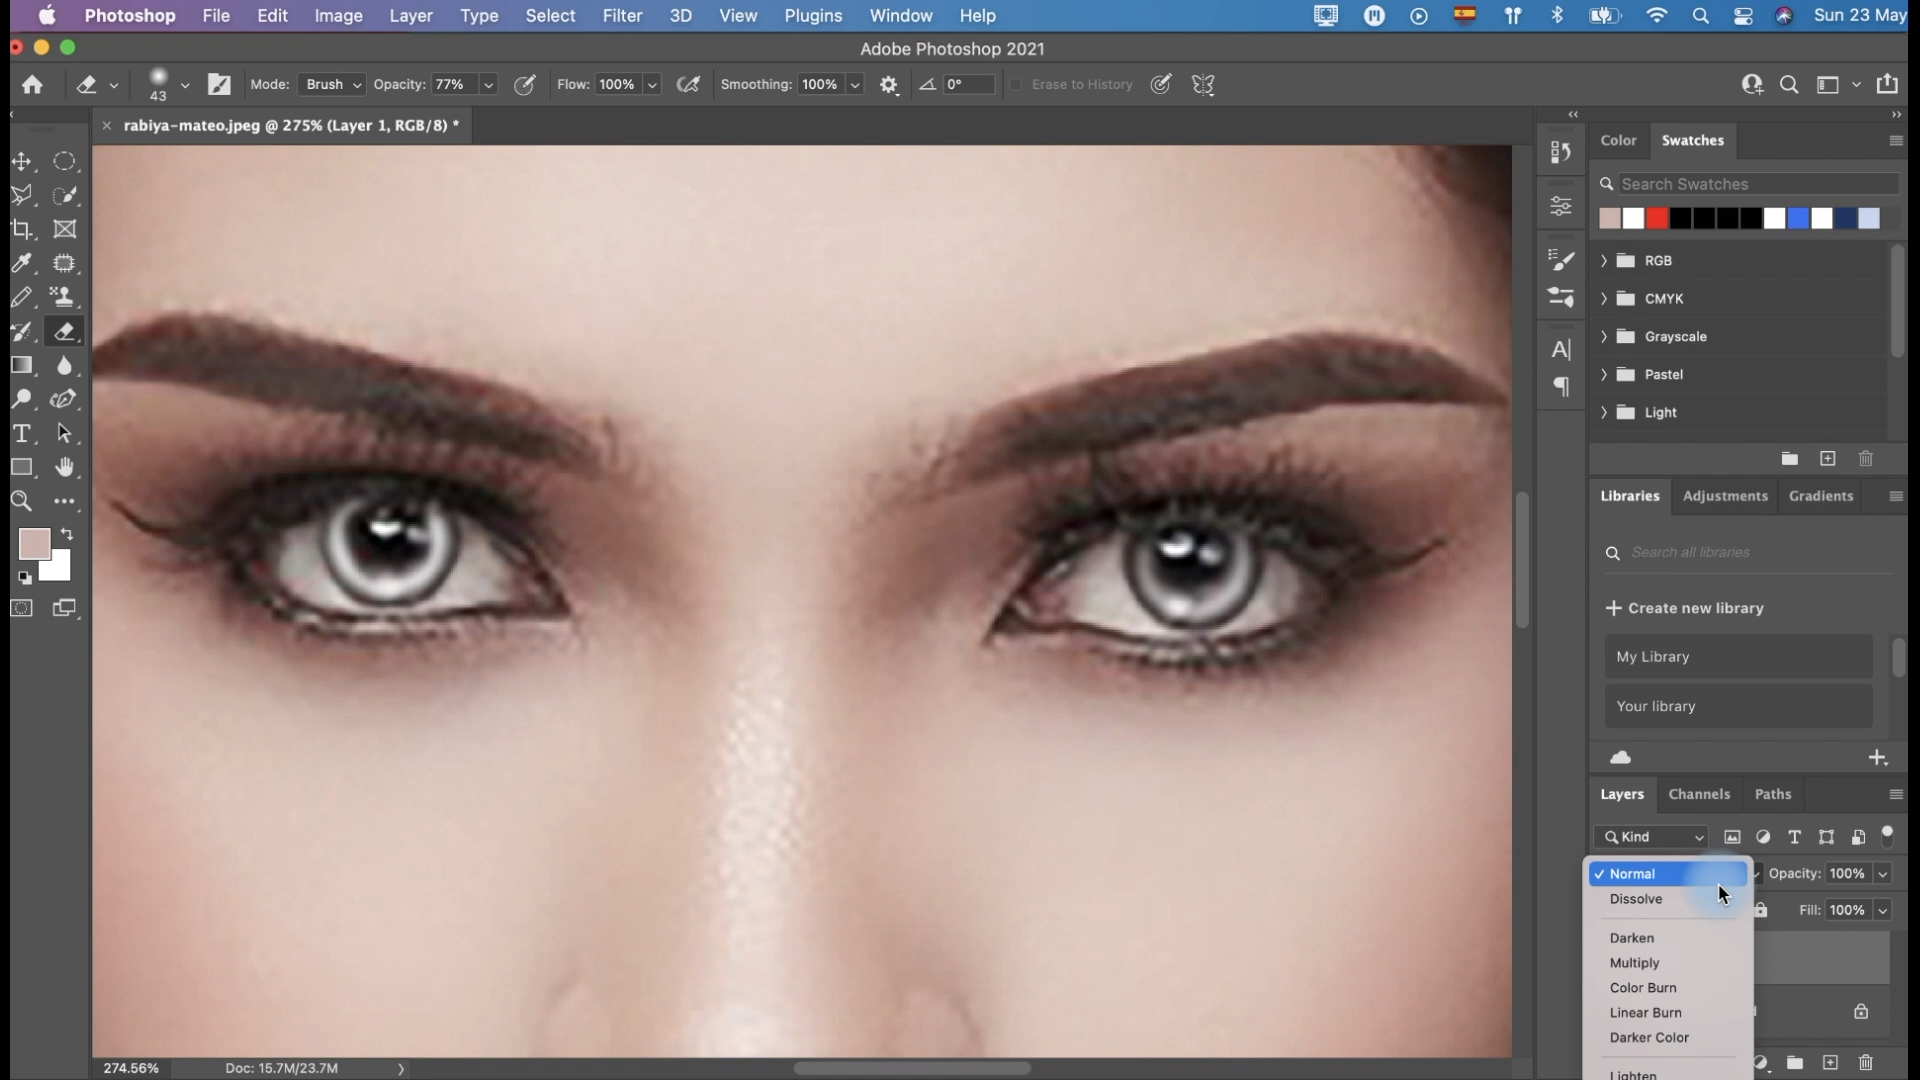 Photoshop File Edit Image Layer Type Select Filter 3D View Plugins Window Help Sun 23 May
Adobe Photoshop 2021
43 Mode: Brush Opacity: 77% Flow: 100% Smoothing: 100% 0° Erase to History
rabiya-mateo.jpeg @ 275% (Layer 1, RGB/8) *
Color Swatches
Search Swatches
RGB
CMYK
Grayscale
Pastel
Light
Libraries Adjustments Gradients
Search all libraries
Create new library
My Library
Your library
Layers Channels Paths
Kind
Normal Opacity: 100%
Dissolve
Fill: 100%
Darken
Multiply
Color Burn
Linear Burn
Darker Color
Lighten
274.56% Doc: 15.7M/23.7M